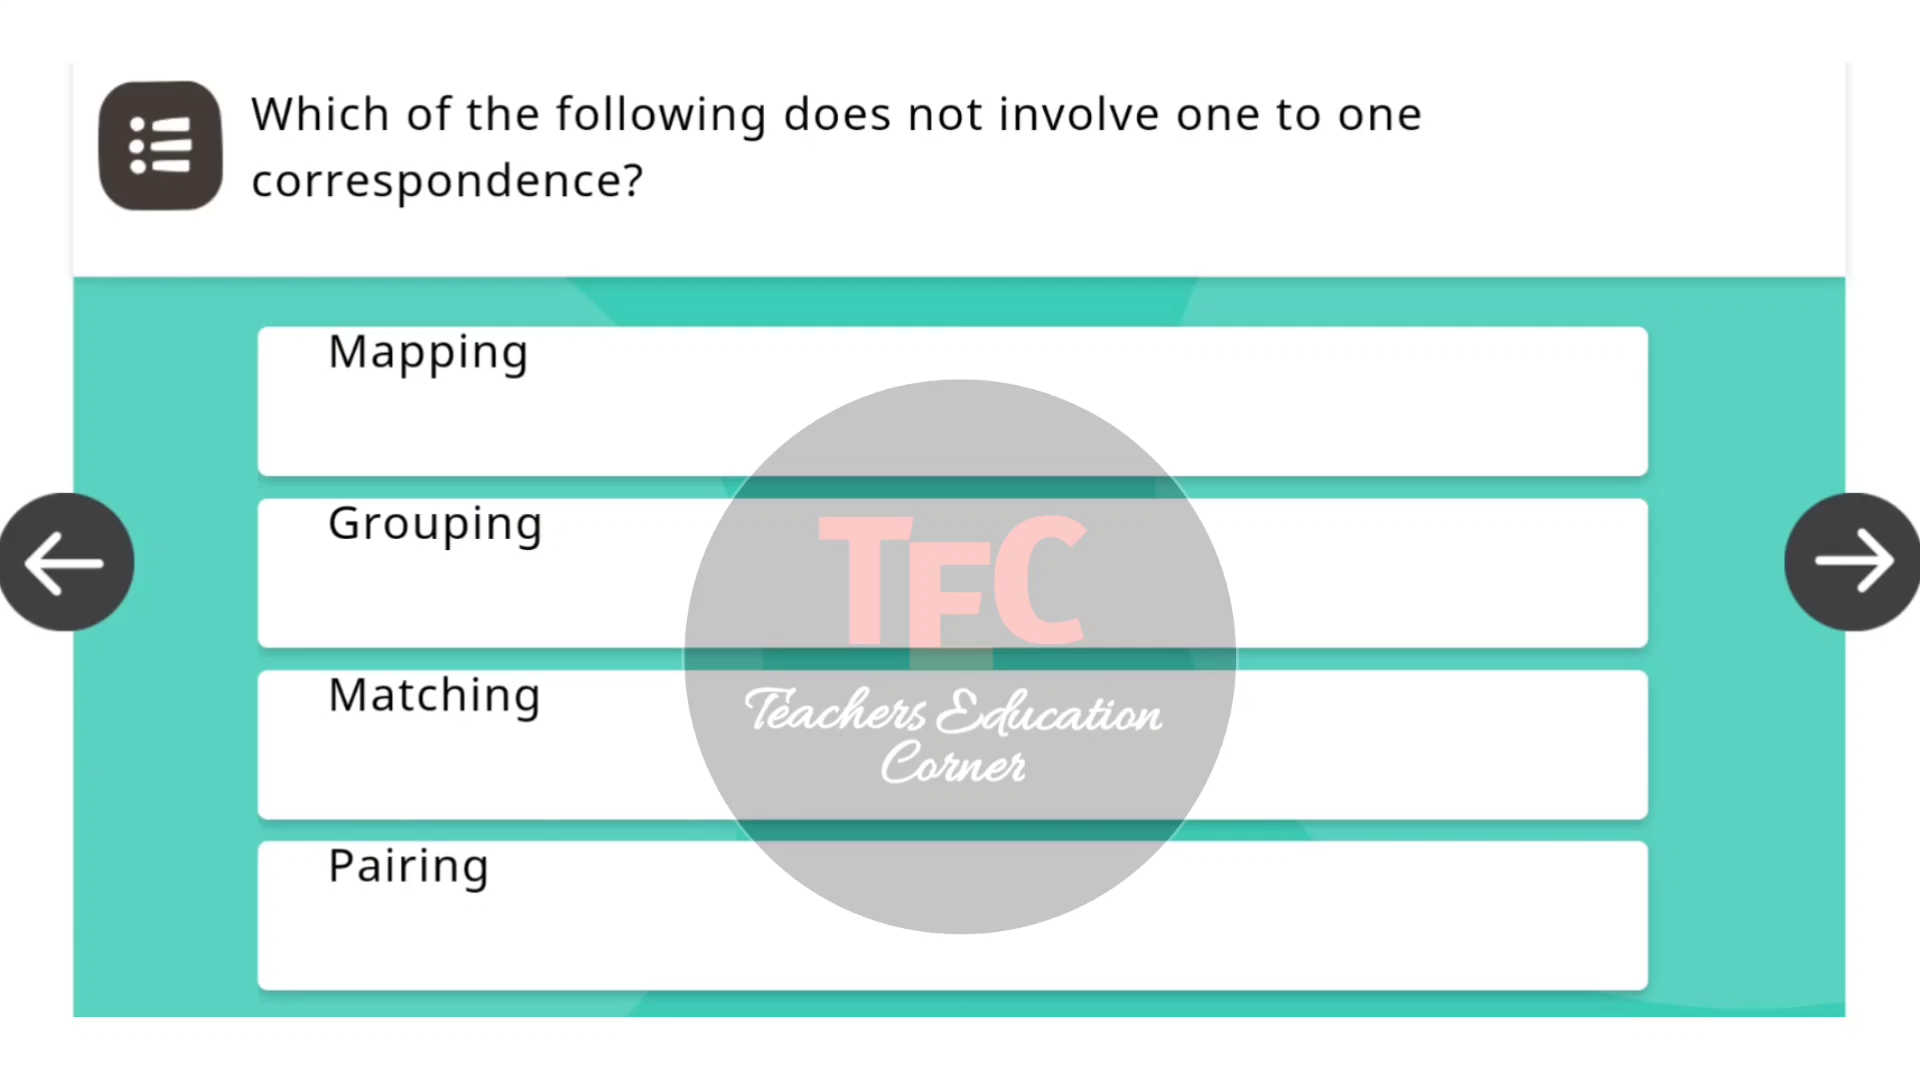 Which of the following does not involve one to one
correspondence?
Mapping
Grouping
TEC
Matching
Teachers Education
Corner
Pairing